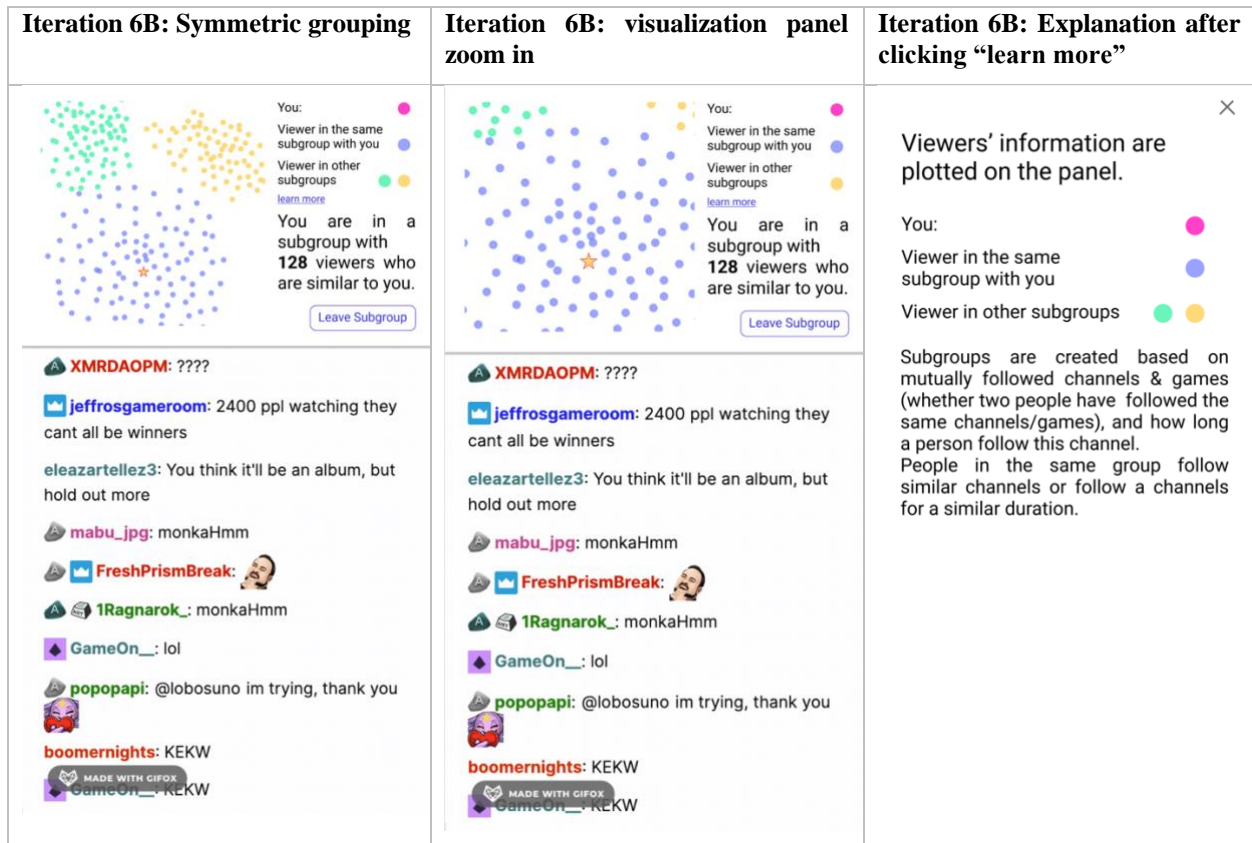 Iteration 6B: Symmetric grouping
Iteration 6B: visualization panel
zoom in
Iteration 6B: Explanation after
clicking “learn more”
You:
Viewer in the same
subgroup with you
Viewer in other
subgroups
learn more
You are in a
subgroup with
128 viewers who
are similar to you.
Leave Subgroup
XMRDAOPM: ????
jeffrosgameroom: 2400 ppl watching they
cant all be winners
eleazartellez3: You think it'll be an album, but
hold out more
mabu_jpg: monkaHmm
FreshPrismBreak:
1Ragnarok_: monkaHmm
GameOn__: lol
popopapi: @lobosuno im trying, thank you
boomernights: KEKW
MADE WITH GIFOX
GameOn__: KEKW
You:
Viewer in the same
subgroup with you
Viewer in other
subgroups
learn more
You are in a
subgroup with
128 viewers who
are similar to you.
Leave Subgroup
XMRDAOPM: ????
jeffrosgameroom: 2400 ppl watching they
cant all be winners
eleazartellez3: You think it'll be an album, but
hold out more
mabu_jpg: monkaHmm
FreshPrismBreak:
1Ragnarok_: monkaHmm
GameOn__: lol
popopapi: @lobosuno im trying, thank you
boomernights: KEKW
MADE WITH GIFOX
GameOn__: KEKW
Viewers’ information are
plotted on the panel.
You:
Viewer in the same
subgroup with you
Viewer in other subgroups
Subgroups are created based on
mutually followed channels & games
(whether two people have followed the
same channels/games), and how long
a person follow this channel.
People in the same group follow
similar channels or follow a channels
for a similar duration.